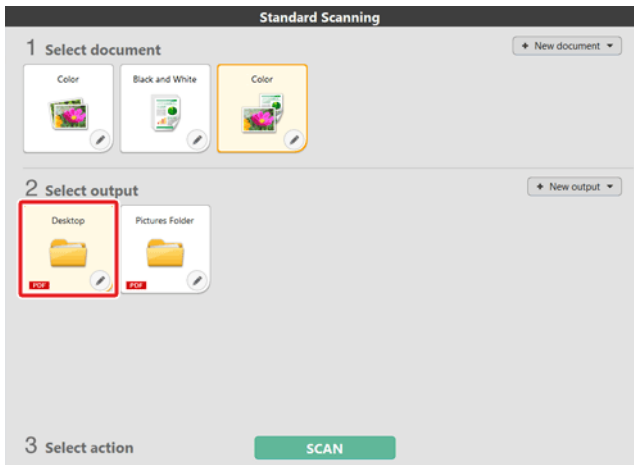 Standard Scanning
1 Select document
+ New document
Color
Black and White
Color
2 Select output
+ New output
Desktop
Pictures Folder
PDF
PDF
3 Select action
SCAN